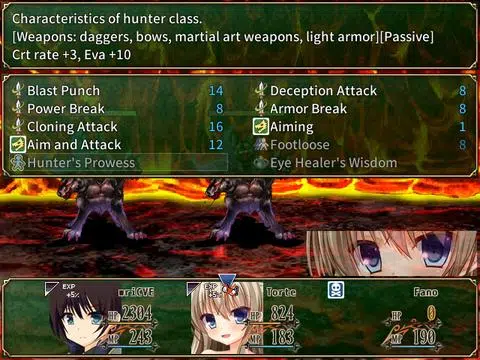 Characteristics of hunter class.
[Weapons: daggers, bows, martial art weapons, light armor][Passive]
Crt rate +3, Eva +10
Blast Punch 14 Deception Attack 8
Power Break 8 Armor Break 8
Cloning Attack 16 Aiming 1
Aim and Attack 12 Footloose 8
Hunter's Prowess Eye Healer's Wisdom
EXP +5% EXP +5%
■riCVE Torte Fano
HP 2304 HP 824 HP 0
MP 243 MP 183 MP 190